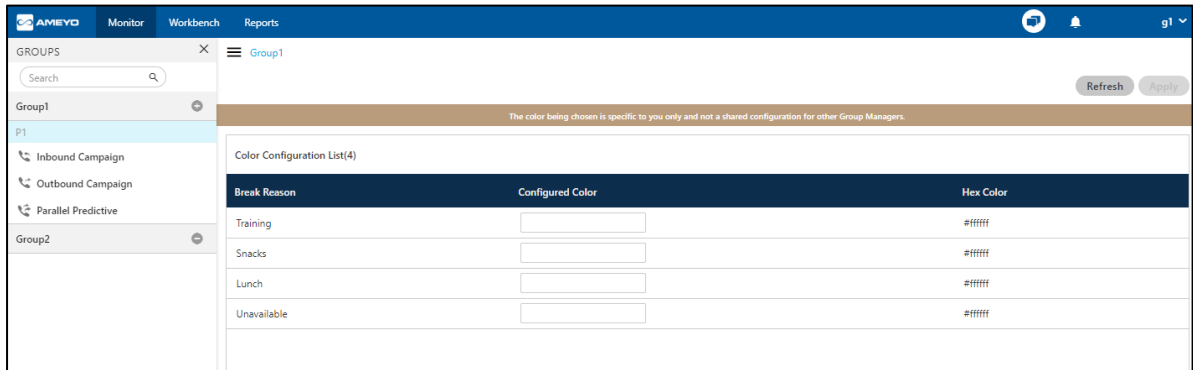 AMEYO Monitor Workbench Reports g1
GROUPS
Group1
Search
Refresh Apply
Group1
The color being chosen is specific to you only and not a shared configuration for other Group Managers.
P1
Inbound Campaign
Color Configuration List(4)
Outbound Campaign
Break Reason Configured Color Hex Color
Parallel Predictive
Training #ffffff
Group2
Snacks #ffffff
Lunch #ffffff
Unavailable #ffffff